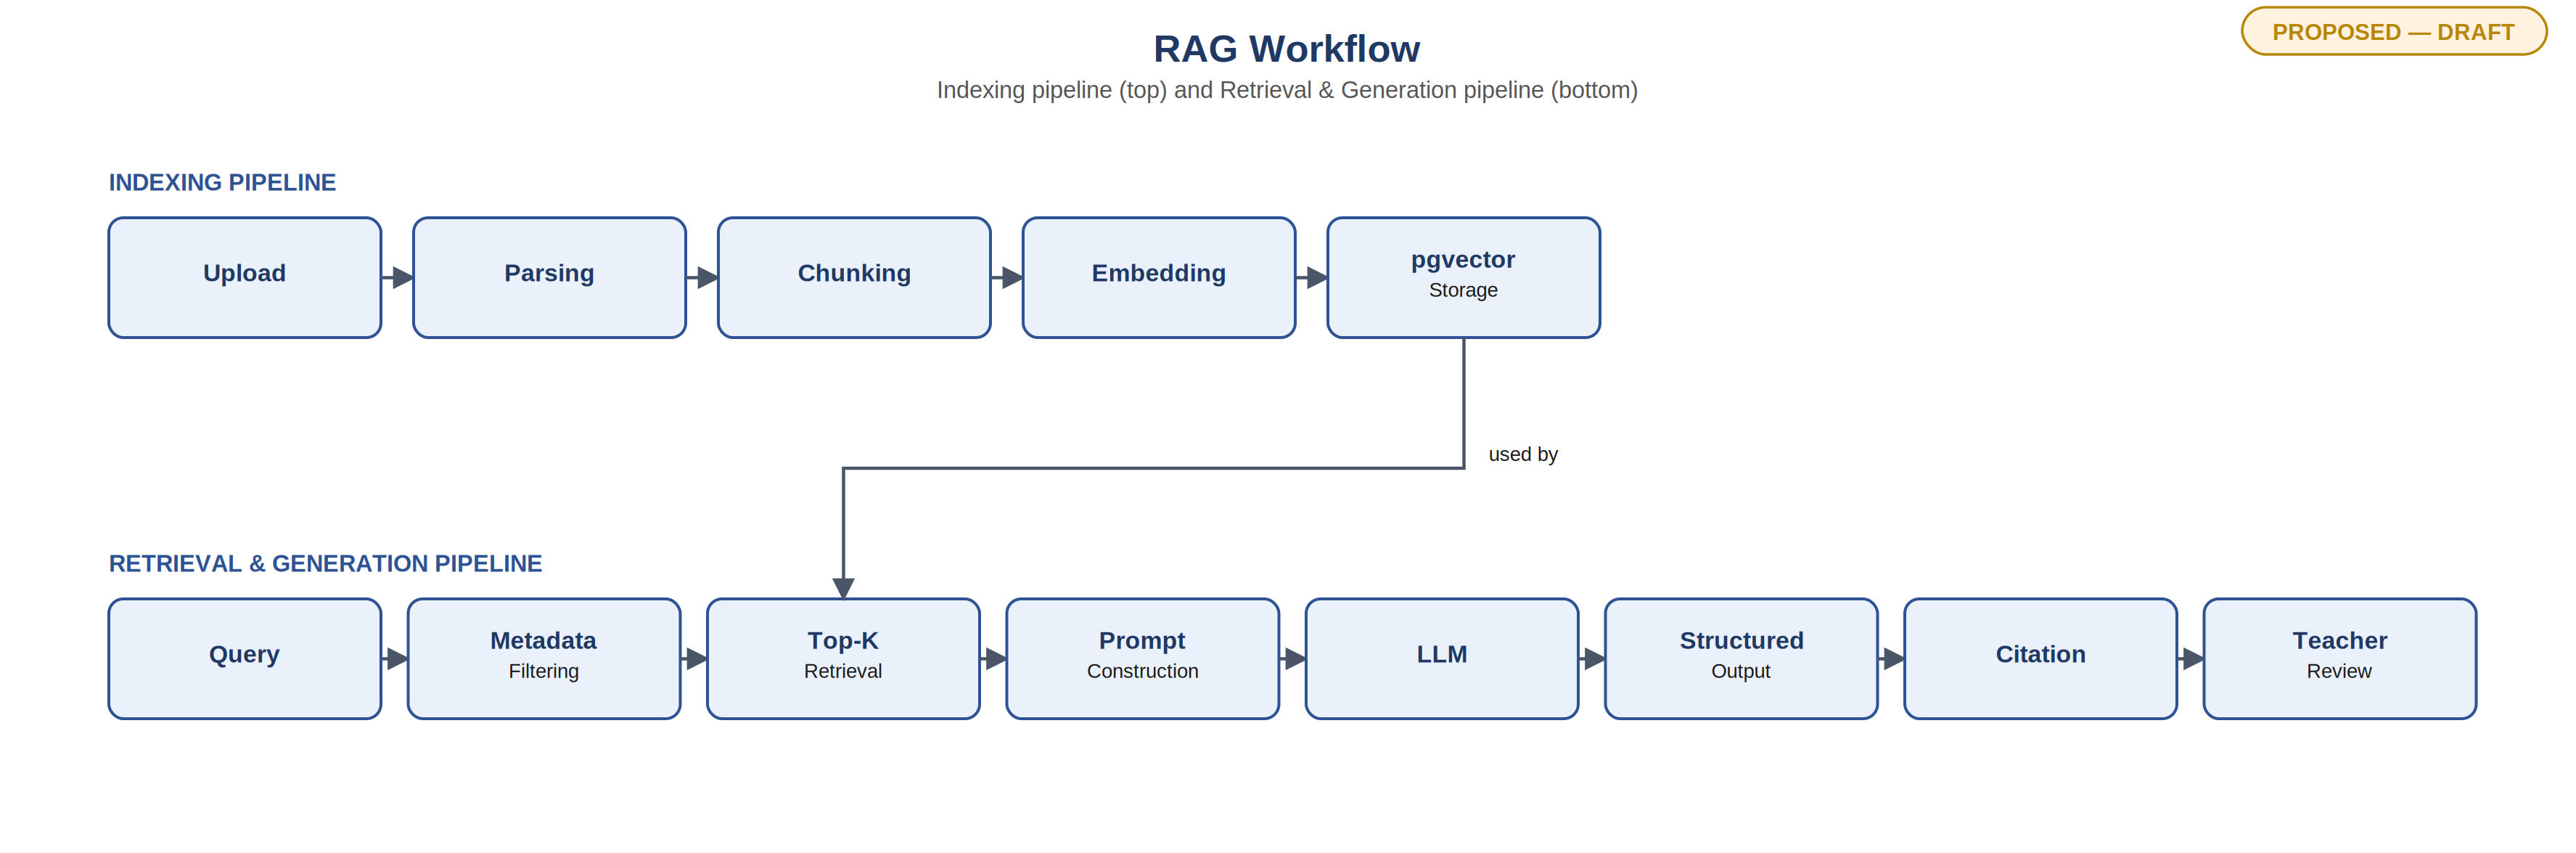 PROPOSED — DRAFT
RAG Workflow
Indexing pipeline (top) and Retrieval & Generation pipeline (bottom)
INDEXING PIPELINE
Upload
Parsing
Chunking
Embedding
pgvector
Storage
used by
RETRIEVAL & GENERATION PIPELINE
Query
Metadata
Filtering
Top-K
Retrieval
Prompt
Construction
LLM
Structured
Output
Citation
Teacher
Review